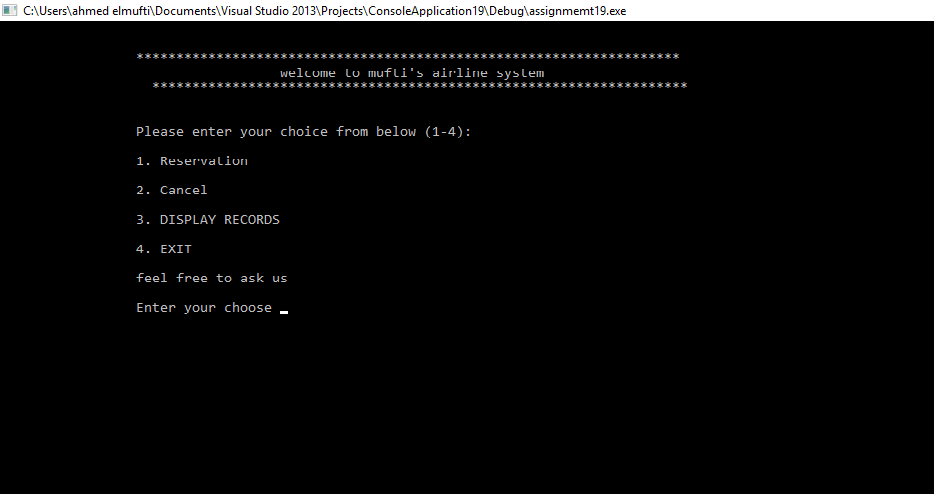 C:\Users\ahmed elmufti\Documents\Visual Studio 2013\Projects\ConsoleApplication19\Debug\assignmemt19.exe
********************************************************************
welcome to mufti's airline system
*******************************************************************
Please enter your choice from below (1-4):
1. Reservation
2. Cancel
3. DISPLAY RECORDS
4. EXIT
feel free to ask us
Enter your choose